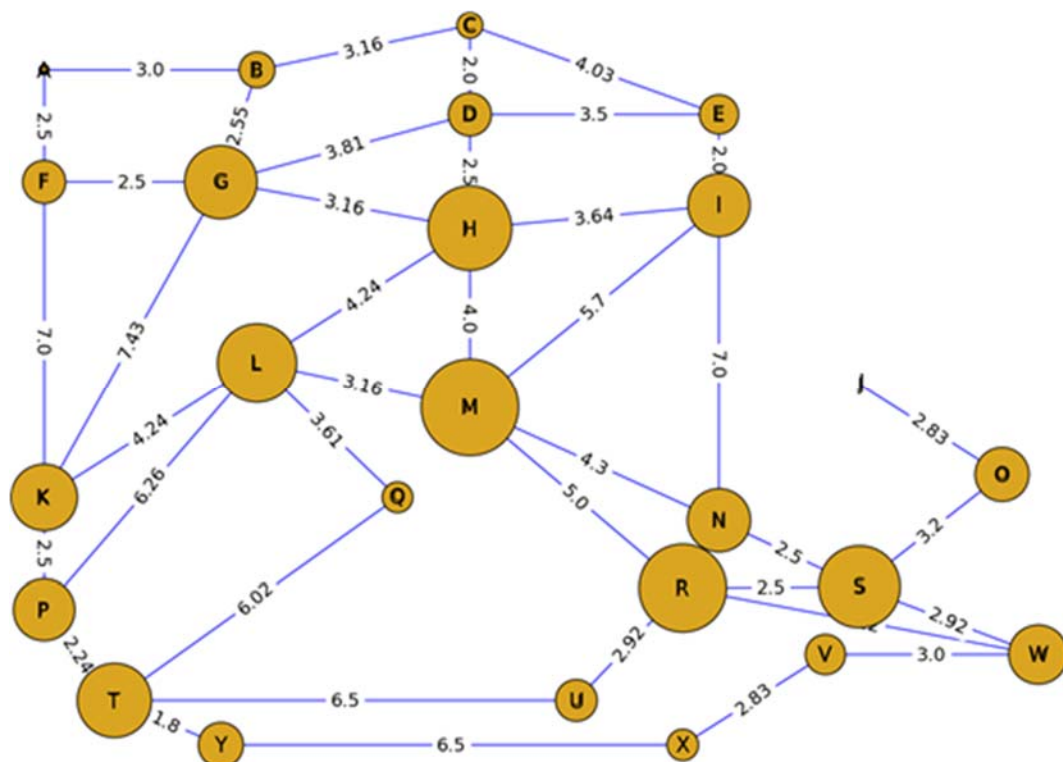 C
3.16
A
3.0
B
4.03
2.0
D
3.5
E
2.5
2.55
3.81
2.0
2.5
F
2.5
G
3.16
3.64
I
H
4.24
4.0
5.7
7.0
7.43
7.0
L
3.16
J
M
2.83
4.24
3.61
4.3
O
6.26
5.0
K
Q
N
3.2
2.5
2.5
R
2.5
S
P
6.02
2.92
2.92
2.24
V
3.0
W
T
6.5
U
2.83
1.8
Y
6.5
X